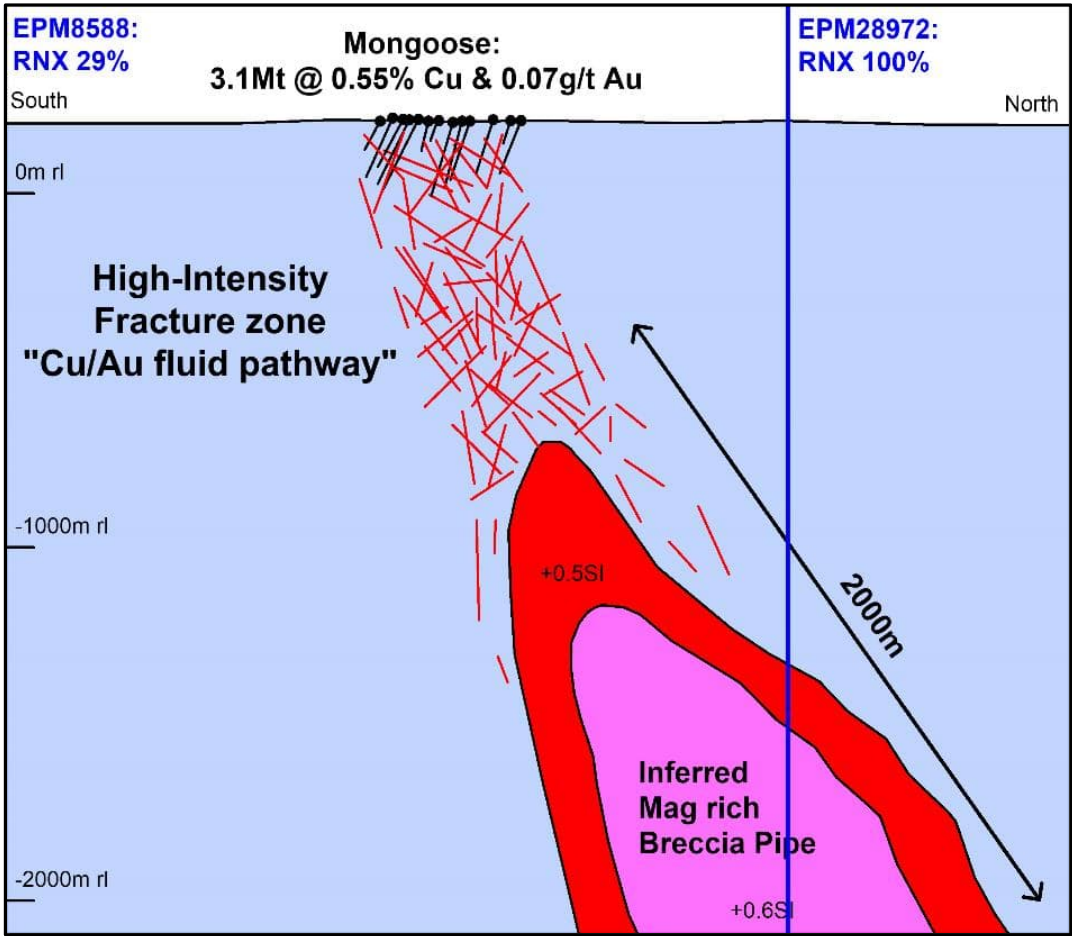 EPM8588:
RNX 29%
Mongoose:
3.1Mt @ 0.55% Cu & 0.07g/t Au
EPM28972:
RNX 100%
South
North
0m rl
High-Intensity
Fracture zone
"Cu/Au fluid pathway"
-1000m rl
+0.5SI
2000m
Inferred
Mag rich
Breccia Pipe
-2000m rl
+0.6SI